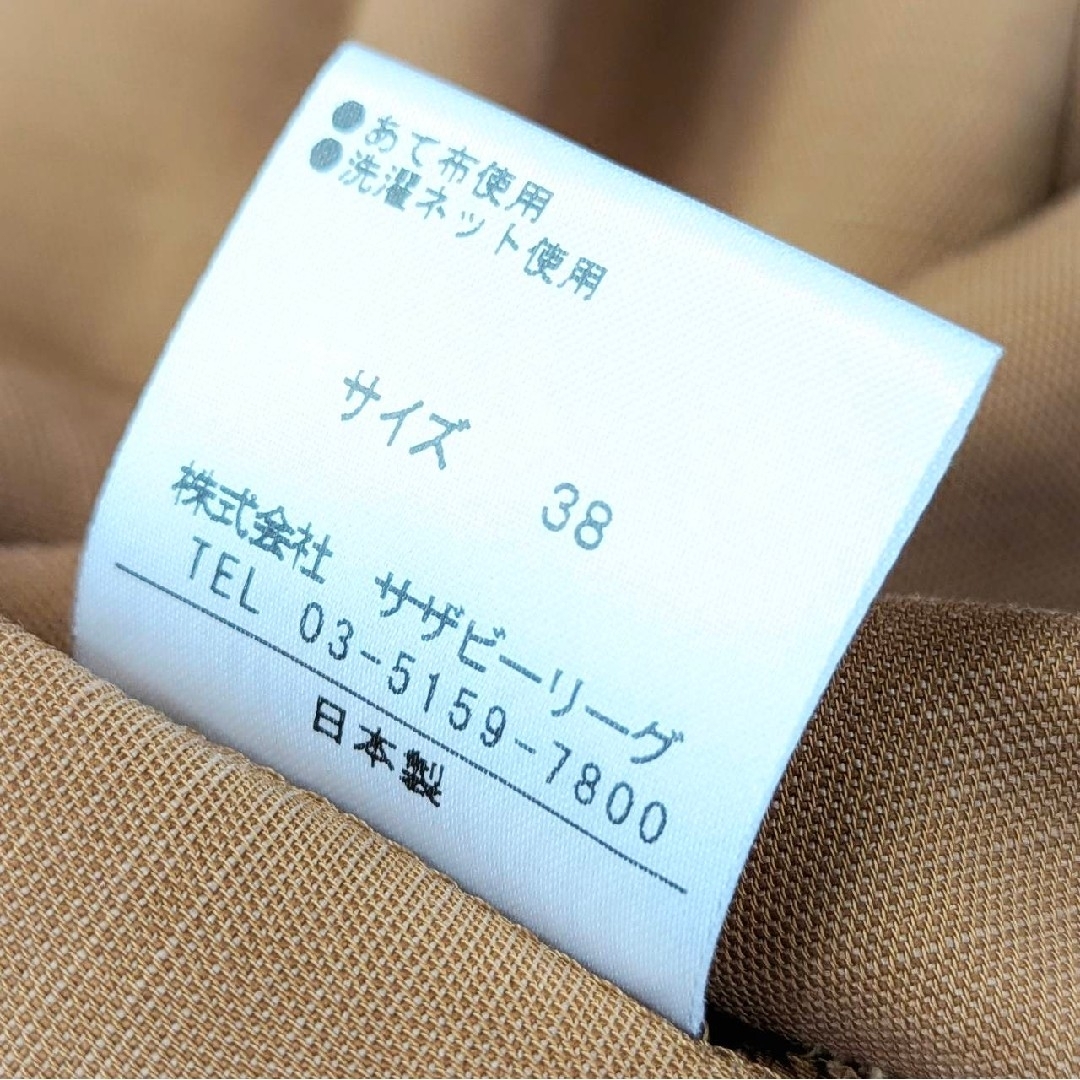 ●あて布使用
●洗濯ネット使用
サイズ 38
株式会社 サザビーリーグ
TEL 03-5159-7800
日本製